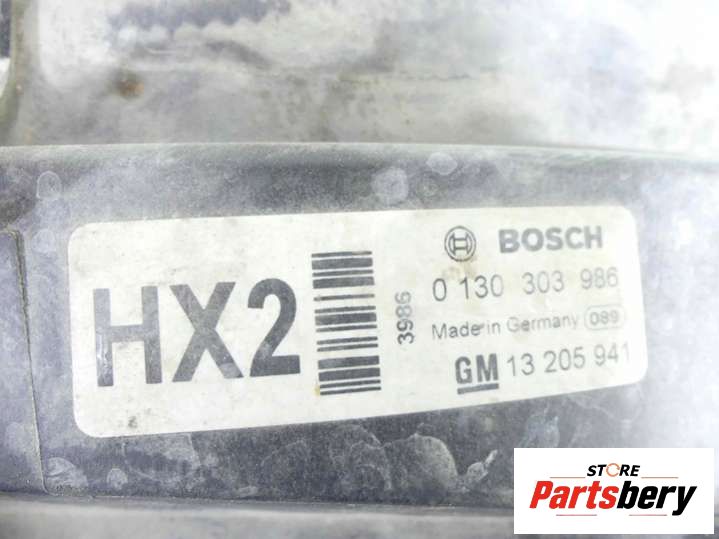 HX2
3986
BOSCH
0 130 303 986
Made in Germany 089
GM 13 205 941
STORE
Partsbery